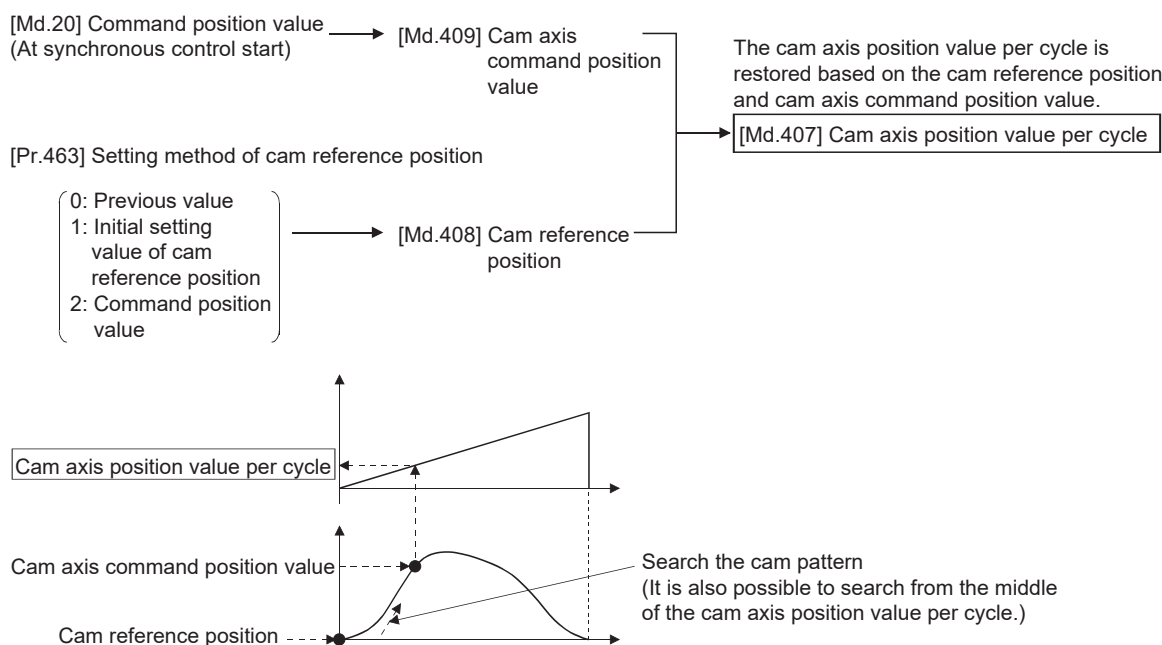 [Md.20] Command position value
(At synchronous control start)
[Md.409] Cam axis
command position
value
The cam axis position value per cycle is
restored based on the cam reference position
and cam axis command position value.
[Md.407] Cam axis position value per cycle
[Pr.463] Setting method of cam reference position
0: Previous value
1: Initial setting
value of cam
reference position
2: Command position
value
[Md.408] Cam reference
position
Cam axis position value per cycle
Cam axis command position value
Search the cam pattern
(It is also possible to search from the middle
of the cam axis position value per cycle.)
Cam reference position